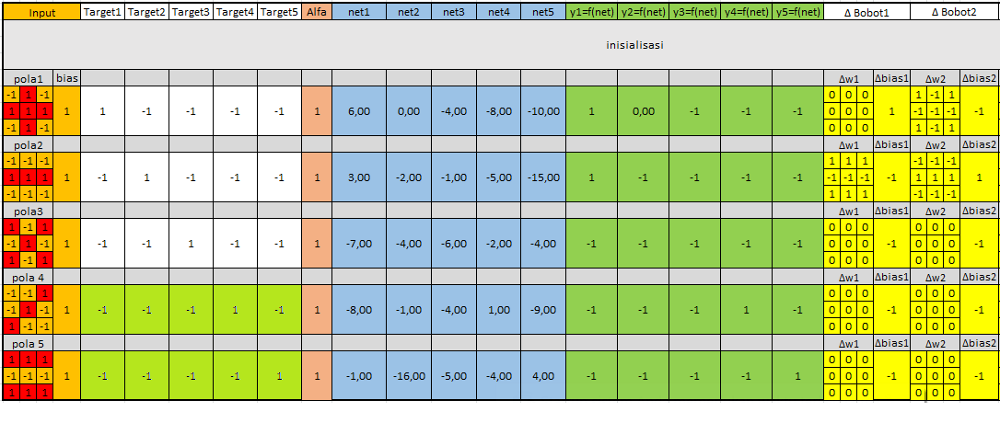 Input Target1 Target2 Target3 Target4 Target5 Alfa net1 net2 net3 net4 net5 y1=f(net) y2=f(net) y3=f(net) y4=f(net) y5=f(net) Δ Bobot1 Δ Bobot2
inisialisasi
pola1 bias Δw1 Δbias1 Δw2 Δbias2
-1 1 -1 0 0 0 1 -1 1
1 1 1 1 1 -1 -1 -1 -1 1 6,00 0,00 -4,00 -8,00 -10,00 1 0,00 -1 -1 -1 0 0 0 1 -1 -1 -1 -1
-1 1 -1 0 0 0 1 -1 1
pola2 Δw1 Δbias1 Δw2 Δbias2
-1 -1 -1 1 1 1 -1 -1 -1
1 1 1 1 -1 1 -1 -1 -1 1 3,00 -2,00 -1,00 -5,00 -15,00 1 -1 -1 -1 -1 -1 -1 -1 -1 1 1 1 1
-1 -1 -1 1 1 1 -1 -1 -1
pola3 Δw1 Δbias1 Δw2 Δbias2
1 -1 1 0 0 0 0 0 0
-1 1 -1 1 -1 -1 1 -1 -1 1 -7,00 -4,00 -6,00 -2,00 -4,00 -1 -1 -1 -1 -1 0 0 0 -1 0 0 0 -1
1 -1 1 0 0 0 0 0 0
pola 4 Δw1 Δbias1 Δw2 Δbias2
-1 -1 1 0 0 0 0 0 0
-1 1 -1 1 -1 -1 -1 1 -1 1 -8,00 -1,00 -4,00 1,00 -9,00 -1 -1 -1 1 -1 0 0 0 -1 0 0 0 -1
1 -1 -1 0 0 0 0 0 0
pola 5 Δw1 Δbias1 Δw2 Δbias2
1 1 1 0 0 0 0 0 0
-1 -1 -1 1 -1 -1 -1 -1 1 1 -1,00 -16,00 -5,00 -4,00 4,00 -1 -1 -1 -1 1 0 0 0 -1 0 0 0 -1
1 1 1 0 0 0 0 0 0